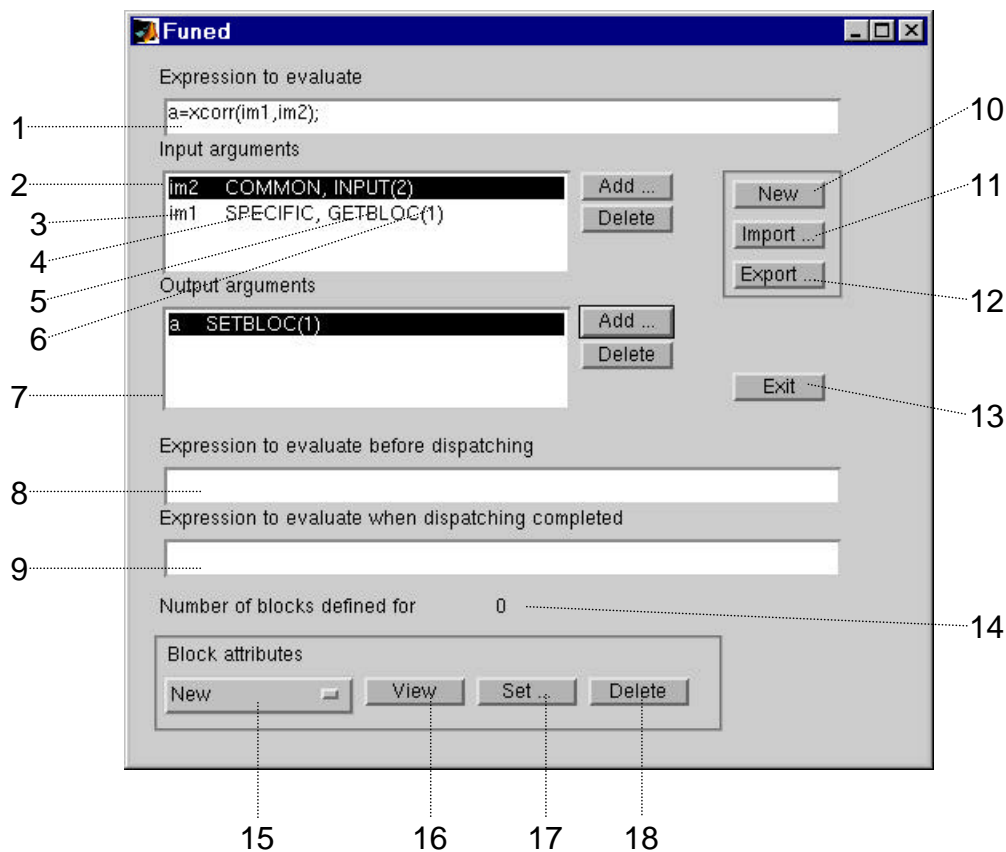 Funed
Expression to evaluate
a=xcorr(im1,im2);
1
10
Input arguments
2
im2 COMMON, INPUT(2)
Add ...
New
11
3
im1 SPECIFIC, GETBLOC(1)
Delete
Import ...
4
5
Output arguments
Export ...
12
6
a SETBLOC(1)
Add ...
Delete
7
Exit
13
Expression to evaluate before dispatching
8
Expression to evaluate when dispatching completed
9
Number of blocks defined for 0
14
Block attributes
New
View
Set ...
Delete
15
16
17
18